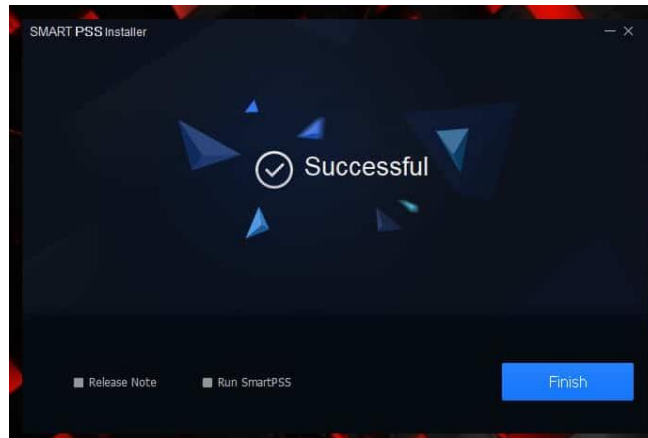 SMART PSS Installer
Successful
Release Note
Run SmartPSS
Finish